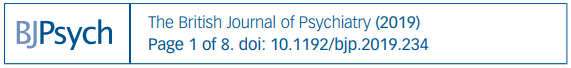 BJPsych
The British Journal of Psychiatry (2019)
Page 1 of 8. doi: 10.1192/bjp.2019.234